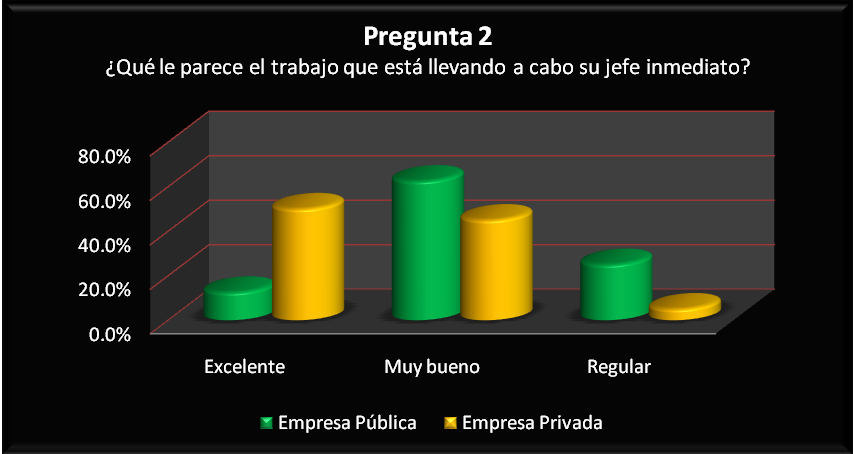 Pregunta 2
¿Qué le parece el trabajo que está llevando a cabo su jefe inmediato?
80.0%
60.0%
40.0%
20.0%
0.0%
Excelente
Muy bueno
Regular
Empresa Pública
Empresa Privada